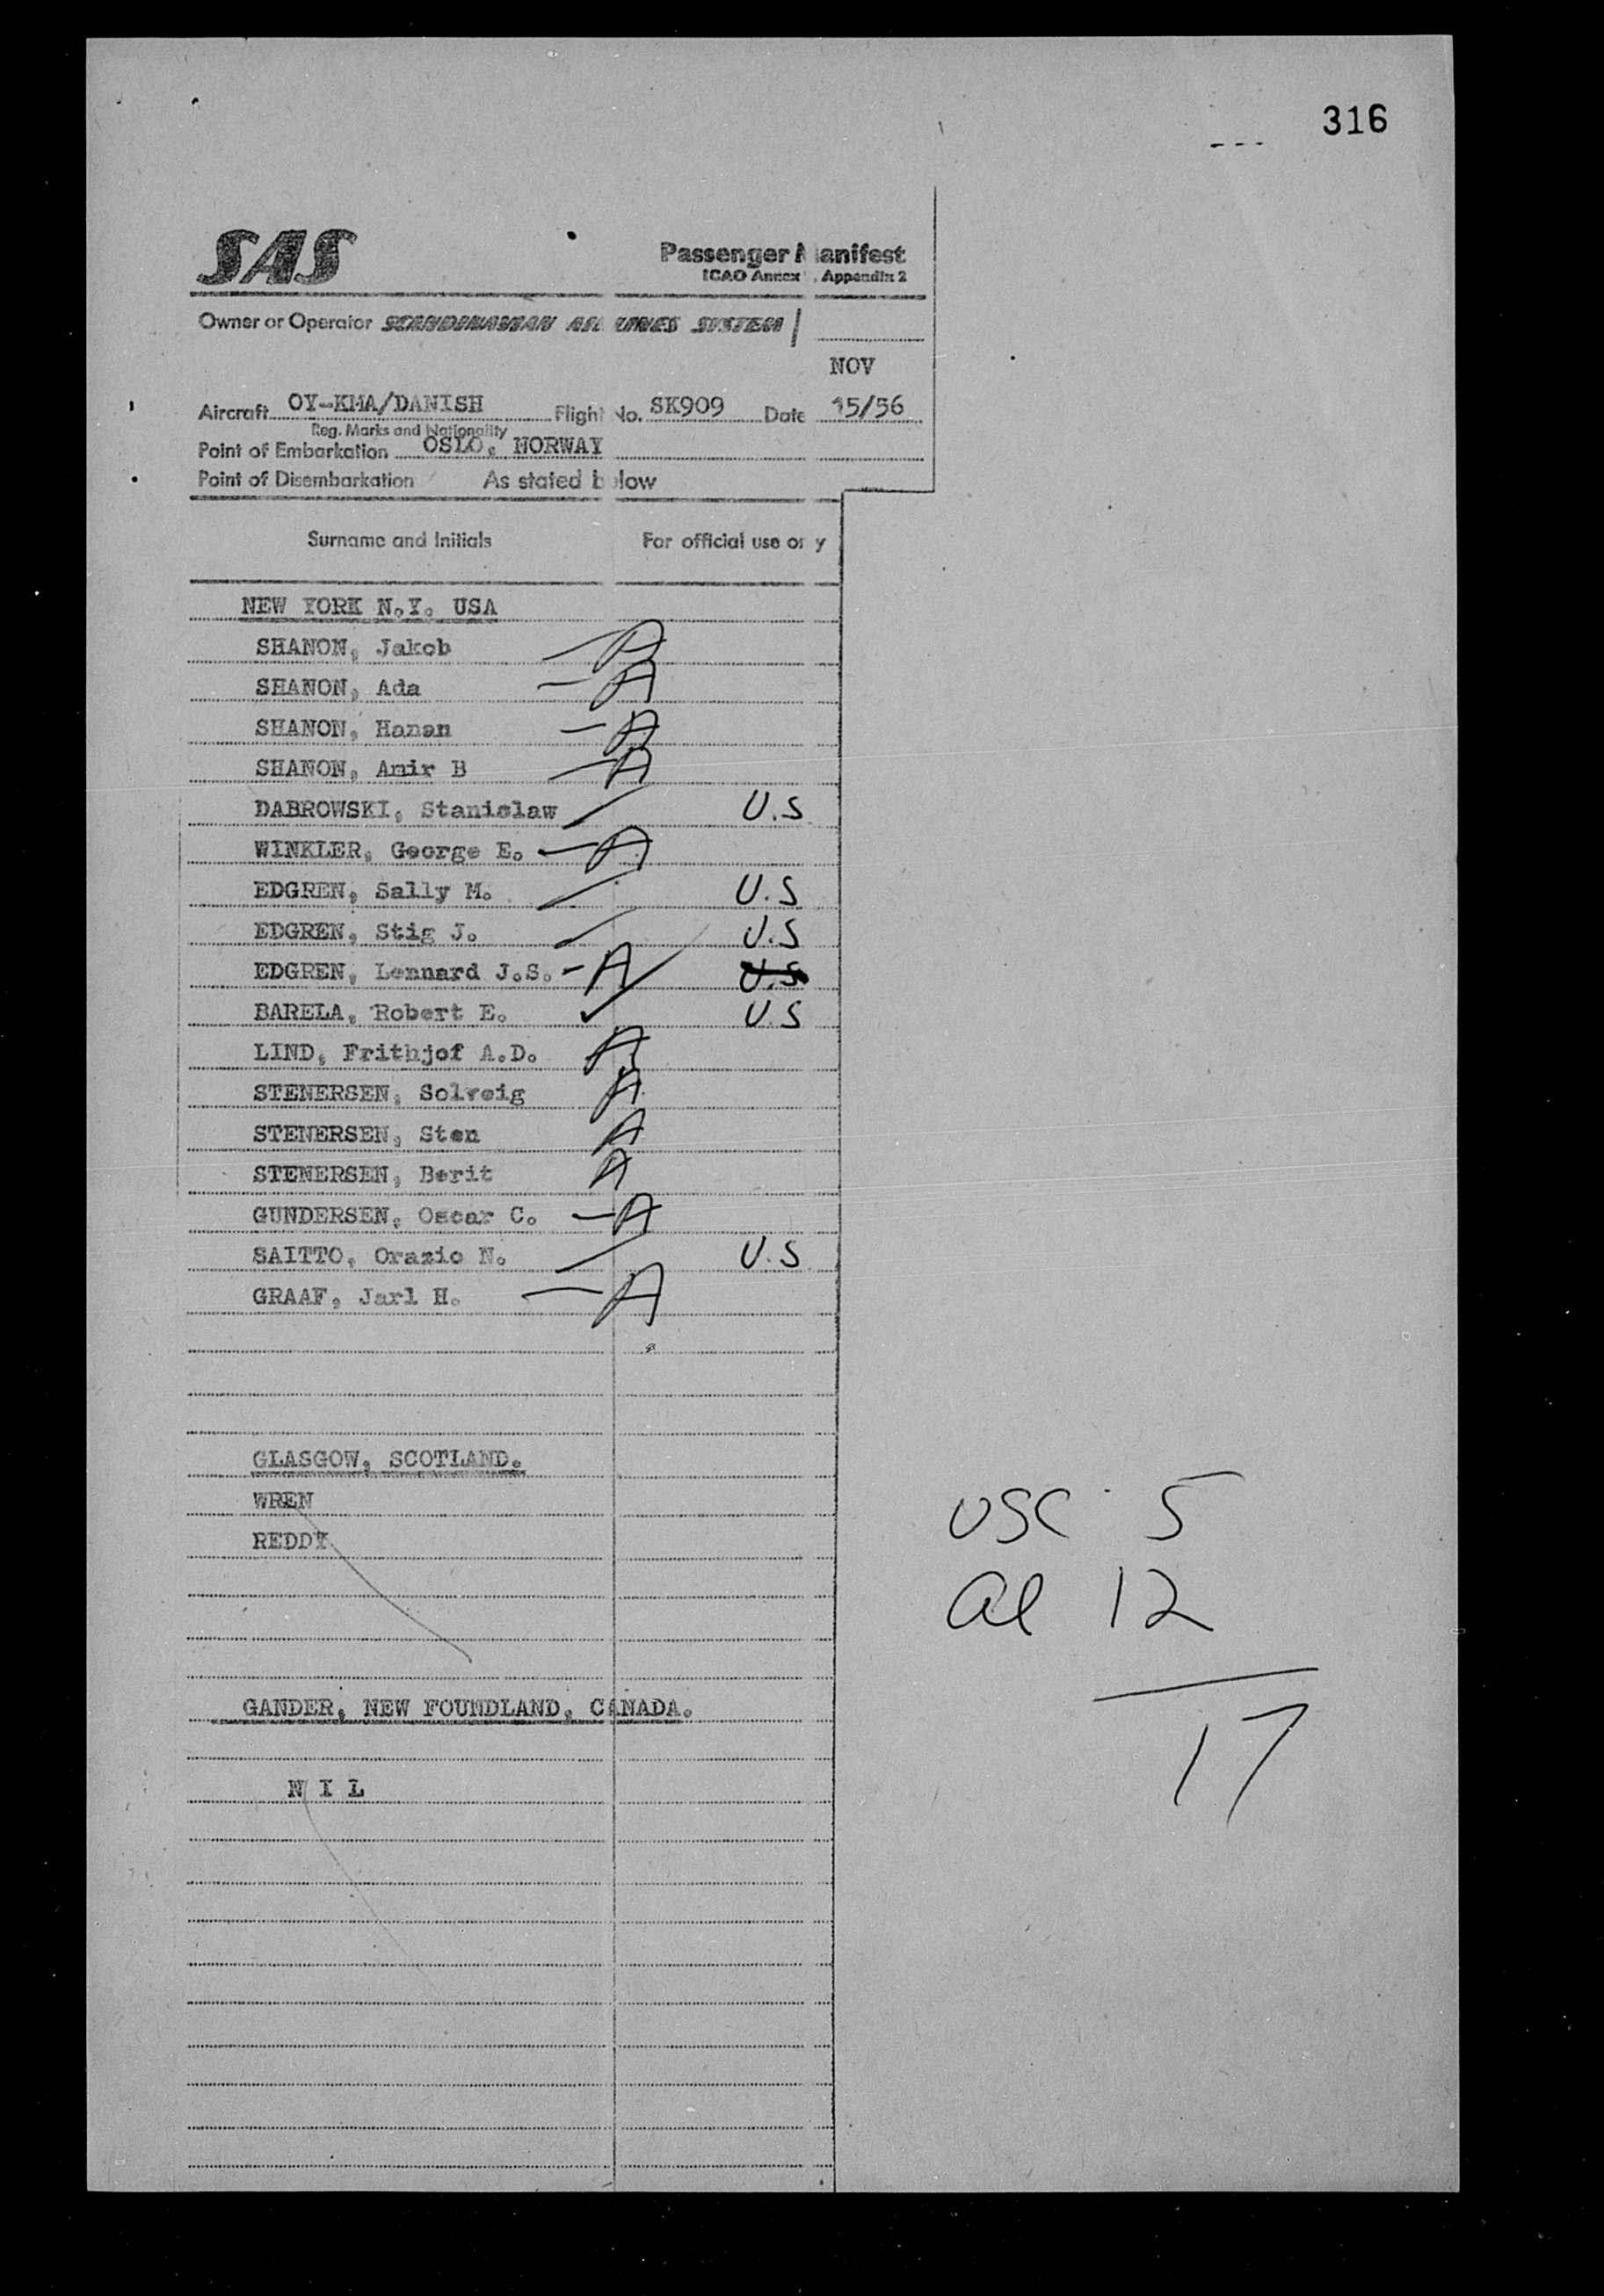 316
SAS
Passenger Manifest
ICAO Annex Appendix 2
Owner or Operator SCANDINAVIAN AIRLINES SYSTEM
NOV
Aircraft OY-KMA/DANISH Flight No. SK909 Date 15/56
Reg. Marks and Nationality
Point of Embarkation OSLO, NORWAY
Point of Disembarkation As stated below
Surname and Initials For official use only
NEW YORK N.Y. USA
SHANON, Jakob — A
SHANON, Ada — A
SHANON, Hanan — A
SHANON, Amir B — A
DABROWSKI, Stanislaw U.S
WINKLER, George E. — A
EDGREN, Sally M. U.S
EDGREN, Stig J. U.S
EDGREN, Lennard J.S. - A U.S
BARELA, Robert E. ✓ U.S
LIND, Frithjof A.D. A
STENERSEN, Solveig A
STENERSEN, Sten A
STENERSEN, Berit A
GUNDERSEN, Oscar C. — A
SAITTO, Orazio N. U.S
GRAAF, Jarl H. — A
GLASGOW, SCOTLAND.
WREN
REDDY
USC 5
al 12
17
GANDER, NEW FOUNDLAND, CANADA.
N I L